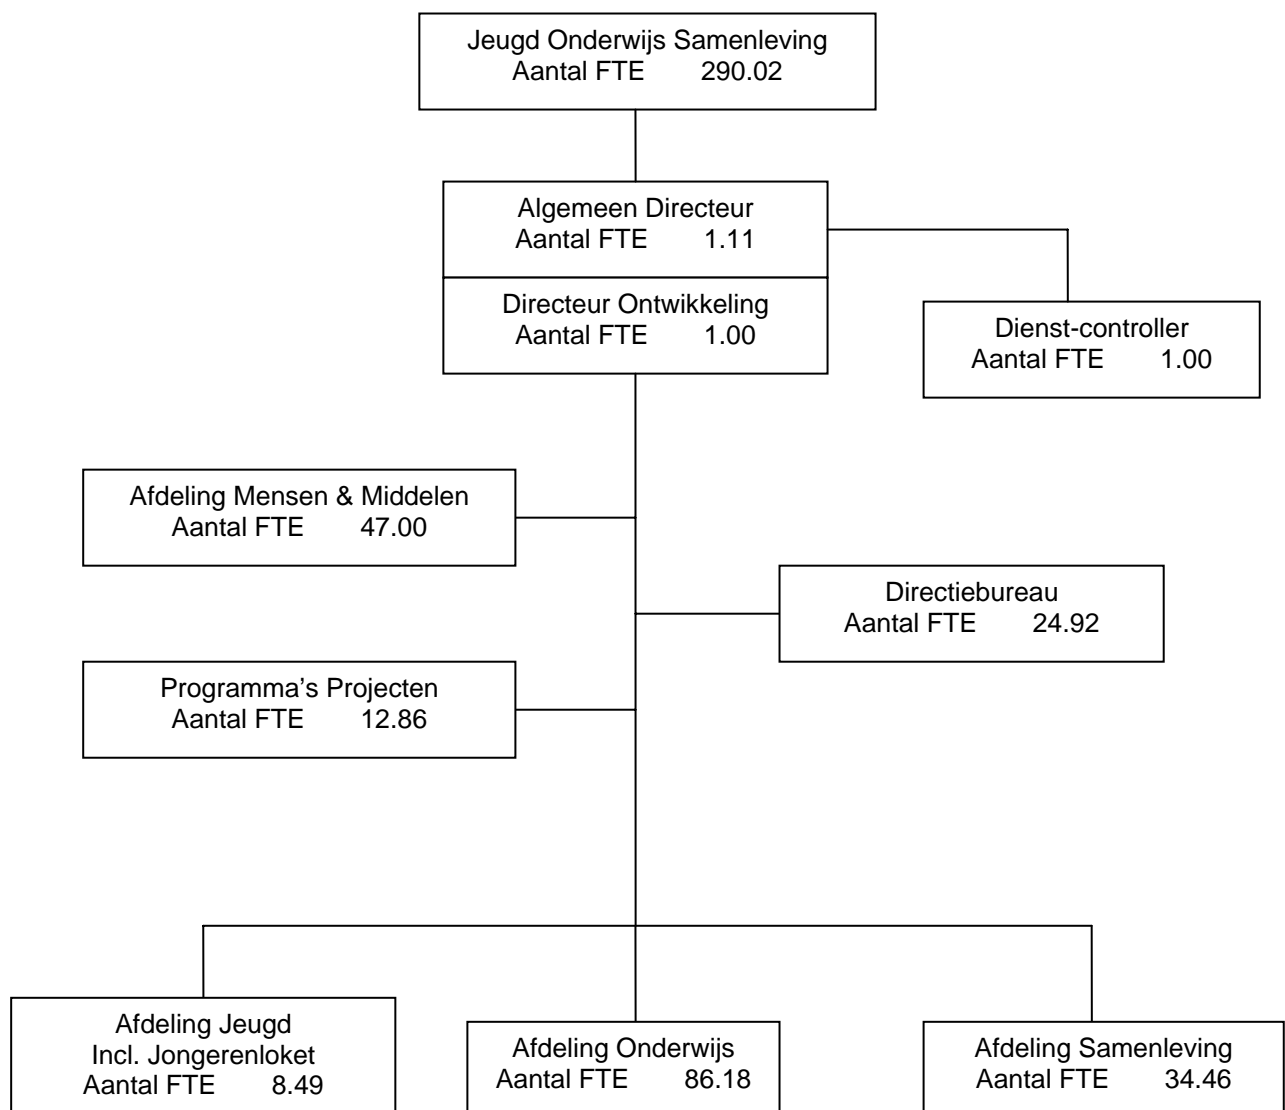 Jeugd Onderwijs Samenleving
Aantal FTE 290.02
Algemeen Directeur
Aantal FTE 1.11
Directeur Ontwikkeling
Aantal FTE 1.00
Dienst-controller
Aantal FTE 1.00
Afdeling Mensen & Middelen
Aantal FTE 47.00
Directiebureau
Aantal FTE 24.92
Programma’s Projecten
Aantal FTE 12.86
Afdeling Jeugd
Incl. Jongerenloket
Aantal FTE 8.49
Afdeling Onderwijs
Aantal FTE 86.18
Afdeling Samenleving
Aantal FTE 34.46